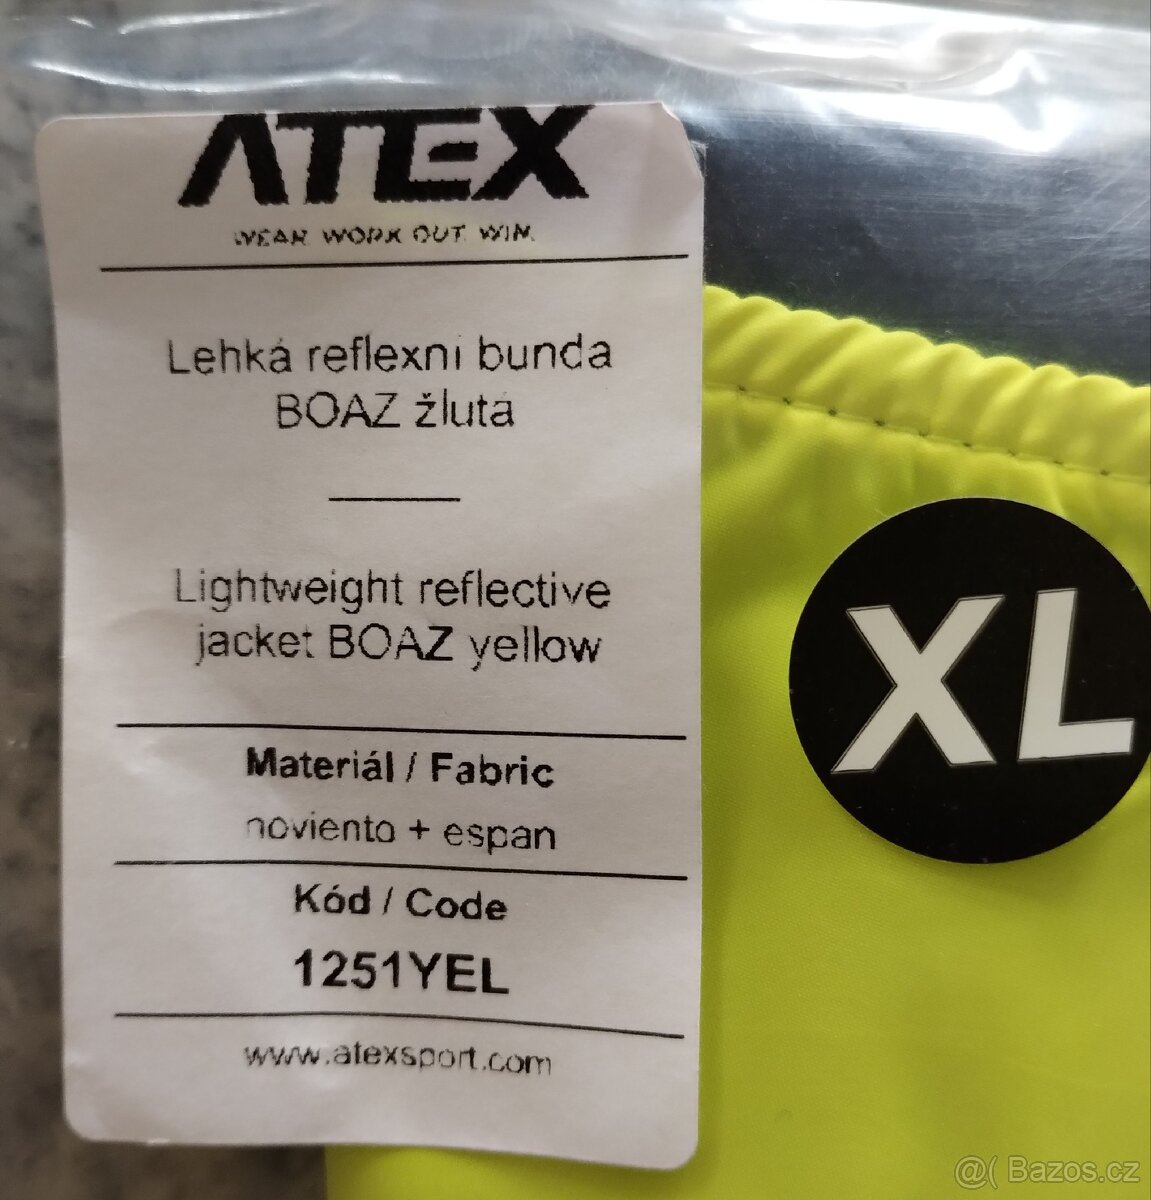 ATEX
WEAR. WORK OUT. WIN.
Lehká reflexní bunda
BOAZ žlutá
Lightweight reflective
jacket BOAZ yellow
Materiál / Fabric
noviento + espan
Kód / Code
1251YEL
www.atexsport.com
XL
@( Bazos.cz